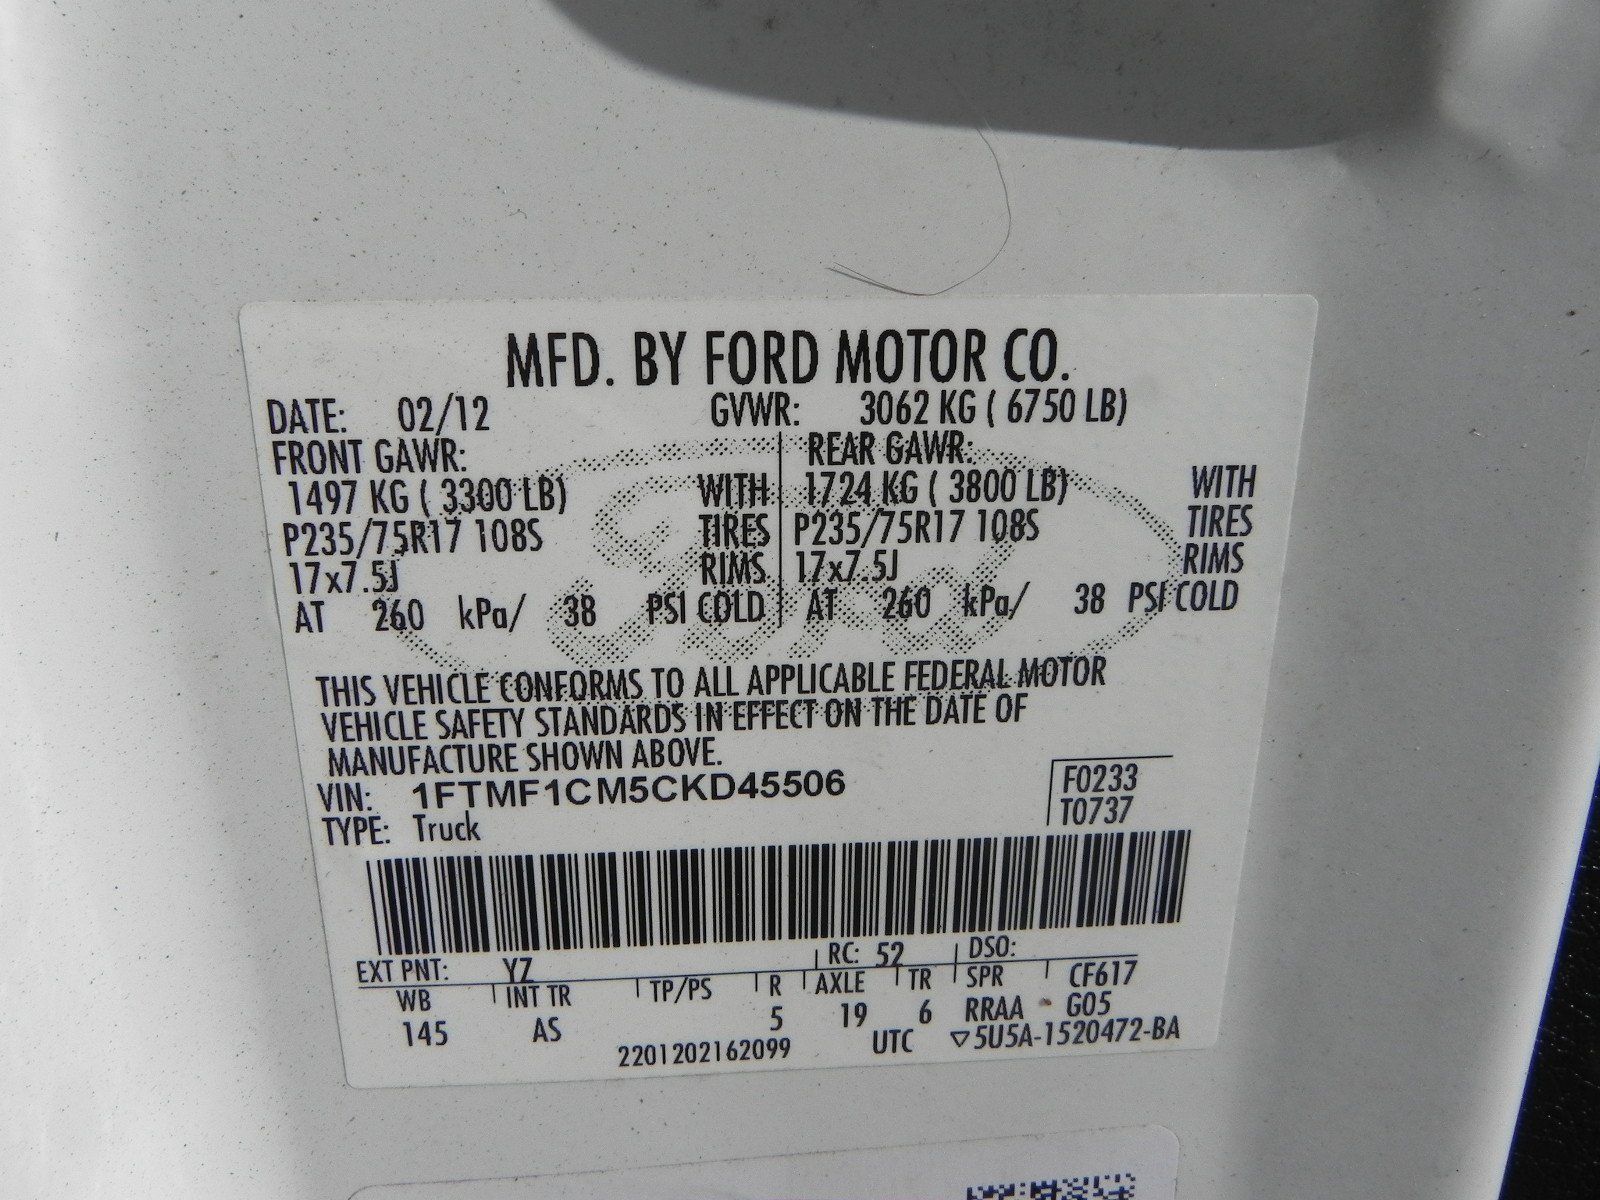 MFD. BY FORD MOTOR CO.
DATE: 02/12 GVWR: 3062 KG ( 6750 LB)
FRONT GAWR: REAR GAWR:
1497 KG ( 3300 LB) WITH 1724 KG ( 3800 LB) WITH
P235/75R17 108S TIRES P235/75R17 108S TIRES
17x7.5J RIMS 17x7.5J RIMS
AT 260 kPa/ 38 PSI COLD AT 260 kPa/ 38 PSI COLD
Ford
THIS VEHICLE CONFORMS TO ALL APPLICABLE FEDERAL MOTOR
VEHICLE SAFETY STANDARDS IN EFFECT ON THE DATE OF
MANUFACTURE SHOWN ABOVE.
VIN: 1FTMF1CM5CKD45506 F0233
TYPE: Truck T0737
EXT PNT: YZ RC: 52 DSO:
WB INT TR TP/PS R AXLE TR SPR CF617
145 AS 5 19 6 RRAA - G05
2201202162099 UTC ▽5U5A-1520472-BA